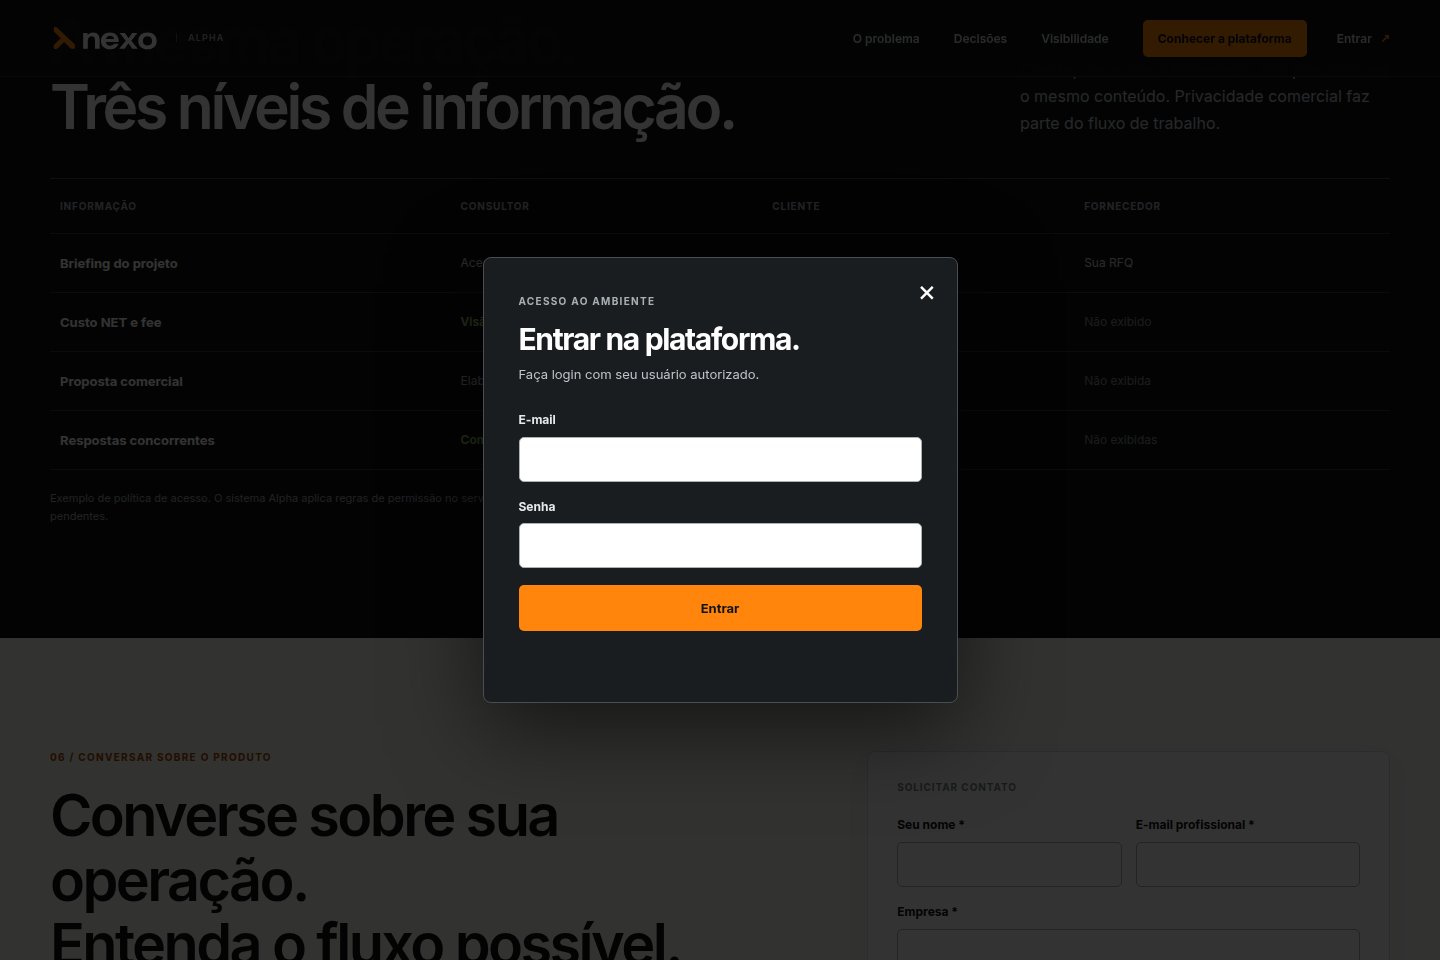 nexo
ALPHA
O problema
Decisões
Visibilidade
Conhecer a plataforma
Entrar ↗
Três níveis de informação.
o mesmo conteúdo. Privacidade comercial faz
parte do fluxo de trabalho.
INFORMAÇÃO
CONSULTOR
CLIENTE
FORNECEDOR
Briefing do projeto
Sua RFQ
Custo NET e fee
Não exibido
Proposta comercial
Não exibida
Respostas concorrentes
Não exibidas
Exemplo de política de acesso. O sistema Alpha aplica regras de permissão no
pendentes.
ACESSO AO AMBIENTE
×
Entrar na plataforma.
Faça login com seu usuário autorizado.
E-mail
Senha
Entrar
06 / CONVERSAR SOBRE O PRODUTO
Converse sobre sua
operação.
Entenda o fluxo possível.
SOLICITAR CONTATO
Seu nome *
E-mail profissional *
Empresa *